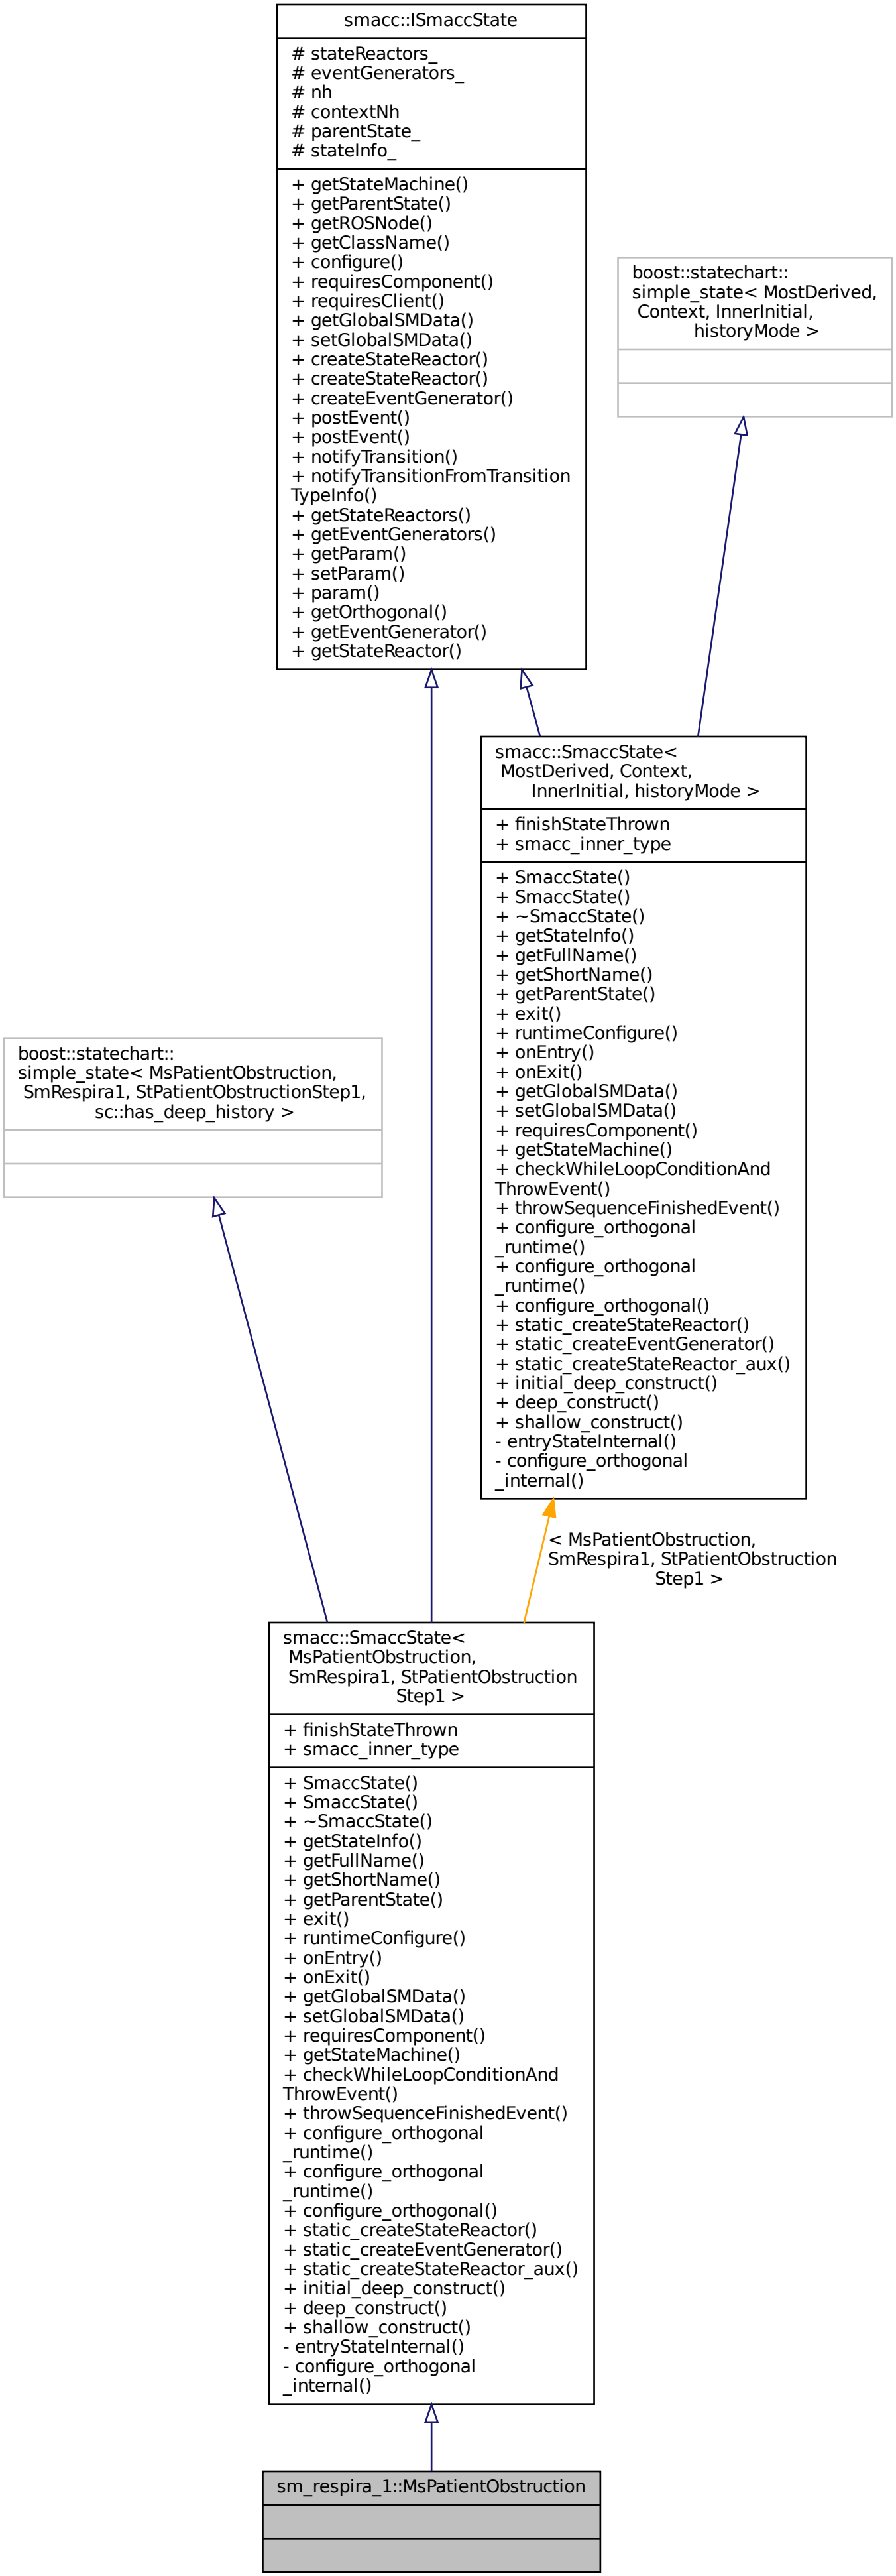 smacc::ISmaccState
# stateReactors_
# eventGenerators_
# nh
# contextNh
# parentState_
# stateInfo_
+ getStateMachine()
+ getParentState()
+ getROSNode()
+ getClassName()
+ configure()
+ requiresComponent()
+ requiresClient()
+ getGlobalSMData()
+ setGlobalSMData()
+ createStateReactor()
+ createStateReactor()
+ createEventGenerator()
+ postEvent()
+ postEvent()
+ notifyTransition()
+ notifyTransitionFromTransition
TypeInfo()
+ getStateReactors()
+ getEventGenerators()
+ getParam()
+ setParam()
+ param()
+ getOrthogonal()
+ getEventGenerator()
+ getStateReactor()
boost::statechart::
simple_state< MostDerived,
Context, InnerInitial,
historyMode >
smacc::SmaccState<
MostDerived, Context,
InnerInitial, historyMode >
+ finishStateThrown
+ smacc_inner_type
+ SmaccState()
+ SmaccState()
+ ~SmaccState()
+ getStateInfo()
+ getFullName()
+ getShortName()
+ getParentState()
+ exit()
+ runtimeConfigure()
+ onEntry()
+ onExit()
+ getGlobalSMData()
+ setGlobalSMData()
+ requiresComponent()
+ getStateMachine()
+ checkWhileLoopConditionAnd
ThrowEvent()
+ throwSequenceFinishedEvent()
+ configure_orthogonal
_runtime()
+ configure_orthogonal
_runtime()
+ configure_orthogonal()
+ static_createStateReactor()
+ static_createEventGenerator()
+ static_createStateReactor_aux()
+ initial_deep_construct()
+ deep_construct()
+ shallow_construct()
- entryStateInternal()
- configure_orthogonal
_internal()
boost::statechart::
simple_state< MsPatientObstruction,
SmRespira1, StPatientObstructionStep1,
sc::has_deep_history >
< MsPatientObstruction,
SmRespira1, StPatientObstruction
Step1 >
smacc::SmaccState<
MsPatientObstruction,
SmRespira1, StPatientObstruction
Step1 >
+ finishStateThrown
+ smacc_inner_type
+ SmaccState()
+ SmaccState()
+ ~SmaccState()
+ getStateInfo()
+ getFullName()
+ getShortName()
+ getParentState()
+ exit()
+ runtimeConfigure()
+ onEntry()
+ onExit()
+ getGlobalSMData()
+ setGlobalSMData()
+ requiresComponent()
+ getStateMachine()
+ checkWhileLoopConditionAnd
ThrowEvent()
+ throwSequenceFinishedEvent()
+ configure_orthogonal
_runtime()
+ configure_orthogonal
_runtime()
+ configure_orthogonal()
+ static_createStateReactor()
+ static_createEventGenerator()
+ static_createStateReactor_aux()
+ initial_deep_construct()
+ deep_construct()
+ shallow_construct()
- entryStateInternal()
- configure_orthogonal
_internal()
sm_respira_1::MsPatientObstruction